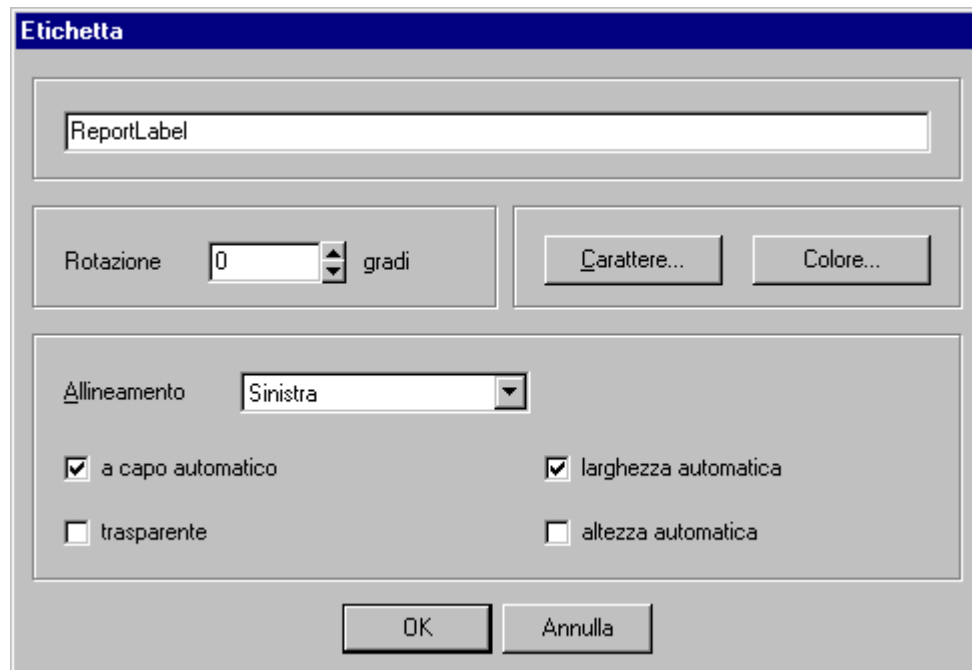 Etichetta
ReportLabel
Rotazione 0 gradi Carattere... Colore...
Allineamento Sinistra
a capo automatico larghezza automatica
trasparente altezza automatica
OK Annulla